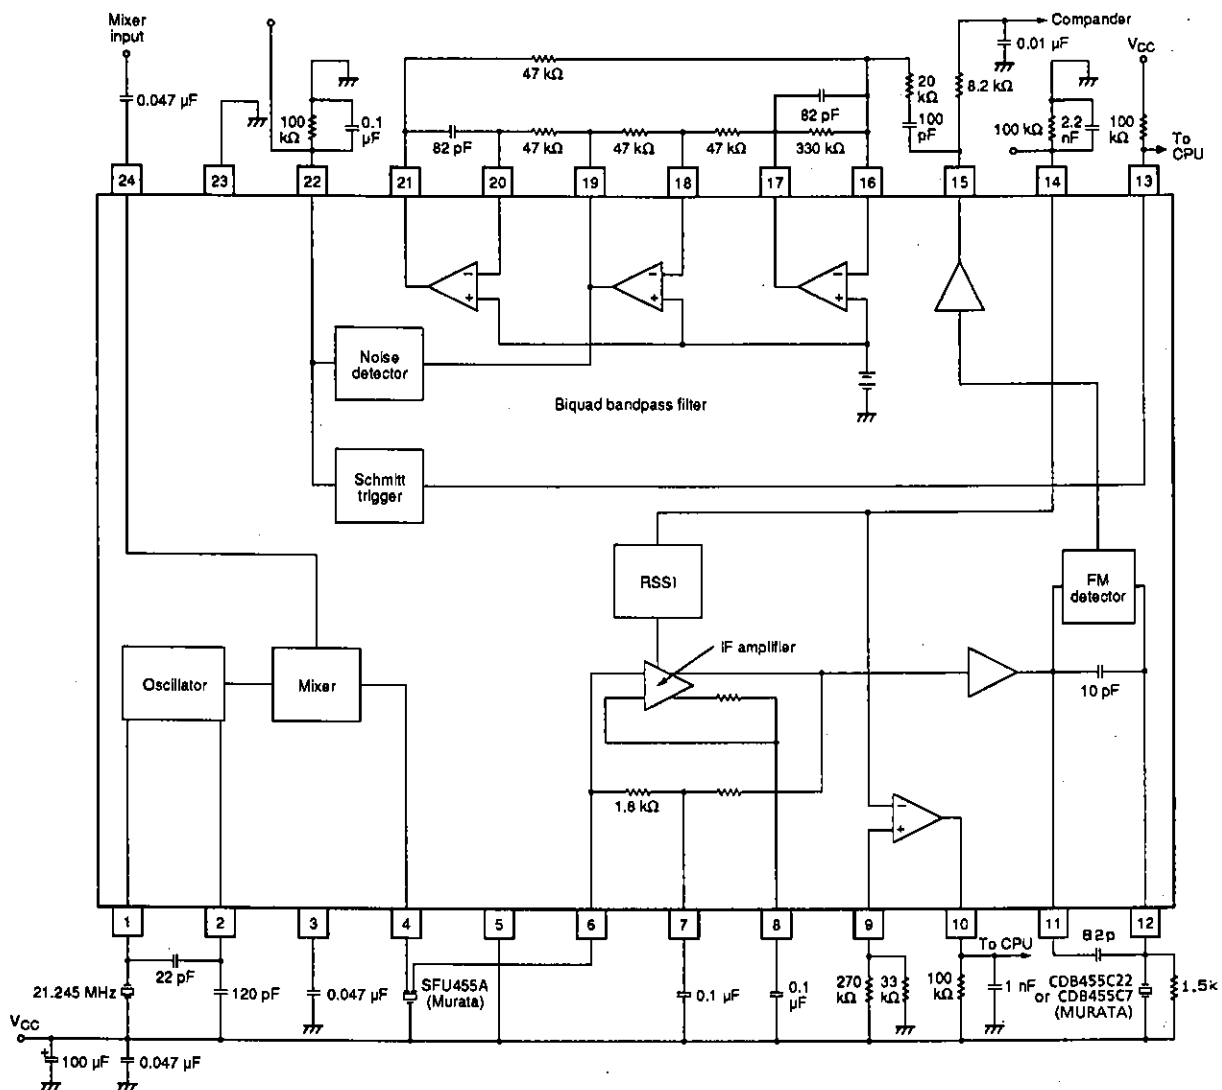 Mixer
input
Compander
0.01 µF
VCC
47 kΩ
0.047 µF
100
kΩ
0.1
µF
82 pF
47 kΩ
47 kΩ
47 kΩ
82 pF
330 kΩ
20
kΩ
100
pF
8.2 kΩ
100 kΩ
2.2
nF
100
kΩ
To
CPU
24
23
22
21
20
19
18
17
16
15
14
13
−
+
−
+
−
+
Noise
detector
Biquad bandpass filter
Schmitt
trigger
RSSI
FM
detector
IF amplifier
Oscillator
Mixer
10 pF
1.8 kΩ
−
+
1
2
3
4
5
6
7
8
9
10
11
12
22 pF
21.245 MHz
120 pF
0.047 µF
SFU455A
(Murata)
0.1 µF
0.1
µF
270
kΩ
33
kΩ
100
kΩ
To CPU
1 nF
82p
CDB455C22
or CDB455C7
(MURATA)
1.5k
VCC
+
100 µF
0.047 µF